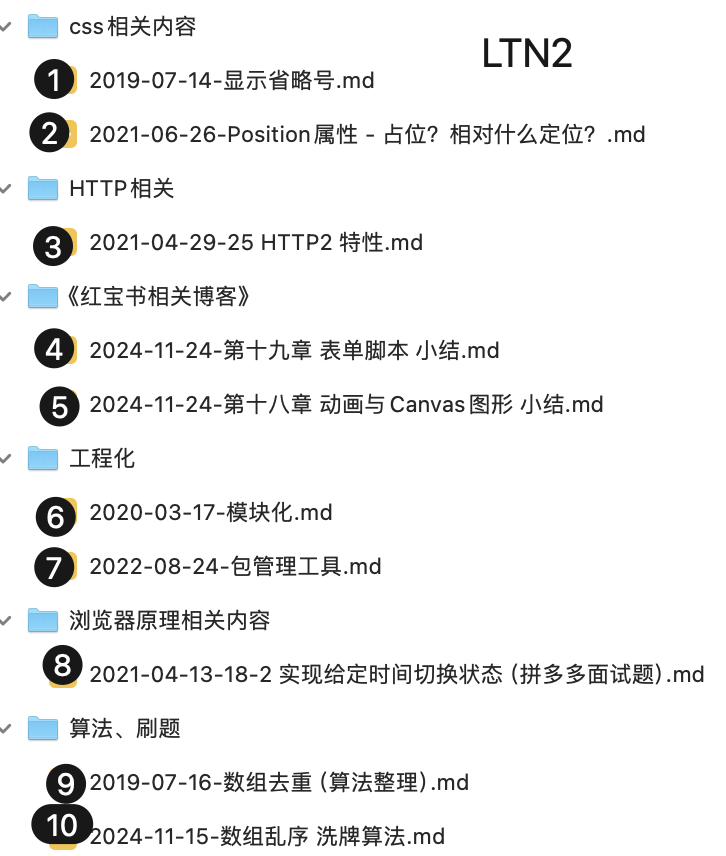 css相关内容
LTN2
1 2019-07-14-显示省略号.md
2 2021-06-26-Position属性 - 占位？相对什么定位？.md
HTTP相关
3 2021-04-29-25 HTTP2 特性.md
《红宝书相关博客》
4 2024-11-24-第十九章 表单脚本 小结.md
5 2024-11-24-第十八章 动画与Canvas图形 小结.md
工程化
6 2020-03-17-模块化.md
7 2022-08-24-包管理工具.md
浏览器原理相关内容
8 2021-04-13-18-2 实现给定时间切换状态（拼多多面试题）.md
算法、刷题
9 2019-07-16-数组去重（算法整理）.md
10 2024-11-15-数组乱序 洗牌算法.md